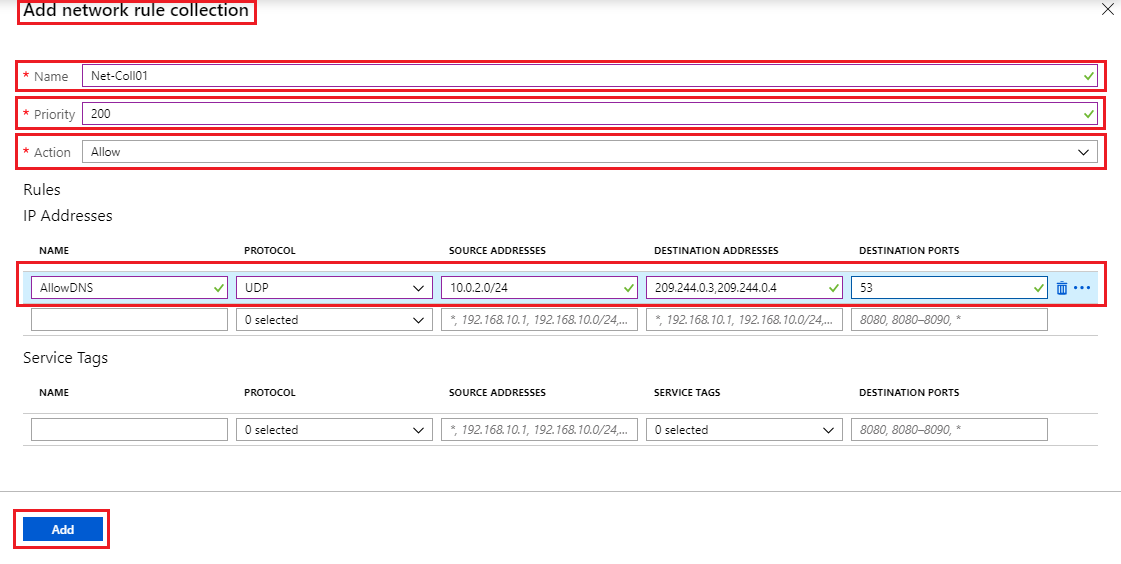 Add network rule collection
* Name Net-Coll01
* Priority 200
* Action Allow
Rules
IP Addresses
NAME PROTOCOL SOURCE ADDRESSES DESTINATION ADDRESSES DESTINATION PORTS
AllowDNS UDP 10.0.2.0/24 209.244.0.3,209.244.0.4 53
0 selected *, 192.168.10.1, 192.168.10.0/24,... *, 192.168.10.1, 192.168.10.0/24,... 8080, 8080–8090, *
Service Tags
NAME PROTOCOL SOURCE ADDRESSES SERVICE TAGS DESTINATION PORTS
0 selected *, 192.168.10.1, 192.168.10.0/24,... 0 selected 8080, 8080–8090, *
Add